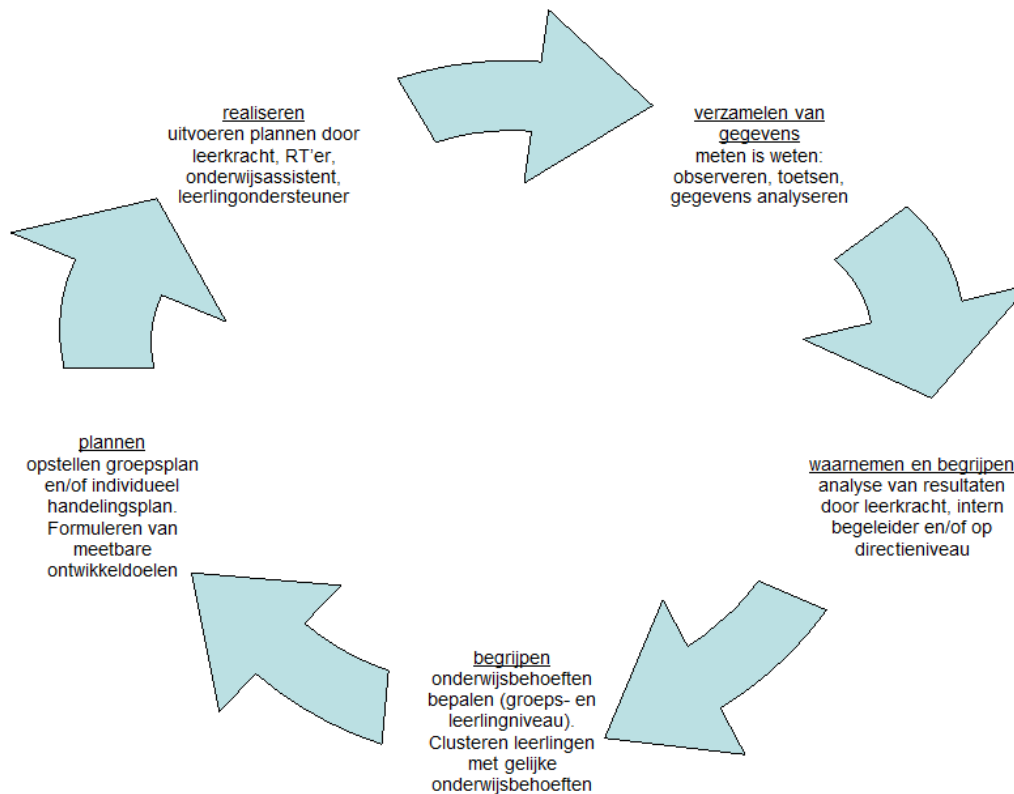 realiseren
uitvoeren plannen door
leerkracht, RT'er,
onderwijsassistent,
leerlingondersteuner
verzamelen van
gegevens
meten is weten:
observeren, toetsen,
gegevens analyseren
waarnemen en begrijpen
analyse van resultaten
door leerkracht, intern
begeleider en/of op
directieniveau
begrijpen
onderwijsbehoeften
bepalen (groeps- en
leerlingniveau).
Clusteren leerlingen
met gelijke
onderwijsbehoeften
plannen
opstellen groepsplan
en/of individueel
handelingsplan.
Formuleren van
meetbare
ontwikkeldoelen